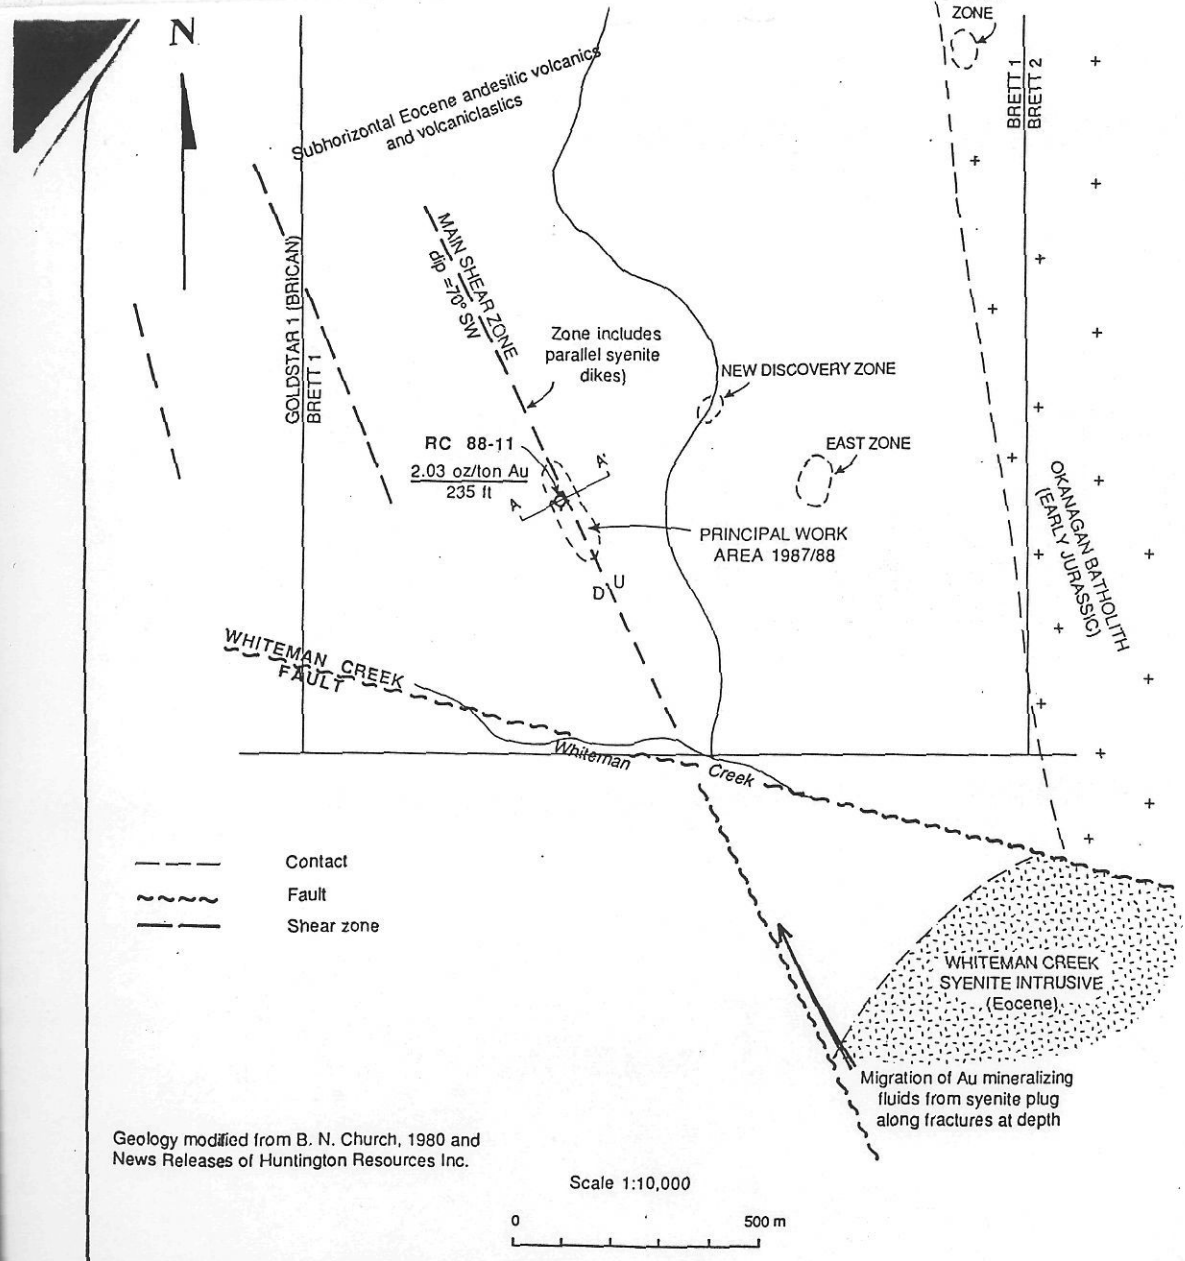 N
ZONE
Subhorizontal Eocene andesitic volcanics
and volcaniclastics
BRETT 1
BRETT 2
MAIN SHEAR ZONE
dip =70° SW
GOLDSTAR 1 (BRICAN)
BRETT 1
Zone includes
parallel syenite
dikes)
NEW DISCOVERY ZONE
RC 88-11
2.03 oz/ton Au
235 ft
A'
A
EAST ZONE
PRINCIPAL WORK
AREA 1987/88
D U
OKANAGAN BATHOLITH
(EARLY JURASSIC)
WHITEMAN CREEK
FAULT
Whiteman Creek
Contact
Fault
Shear zone
WHITEMAN CREEK
SYENITE INTRUSIVE
(Eocene)
Migration of Au mineralizing
fluids from syenite plug
along fractures at depth
Geology modified from B. N. Church, 1980 and
News Releases of Huntington Resources Inc.
Scale 1:10,000
0 500 m